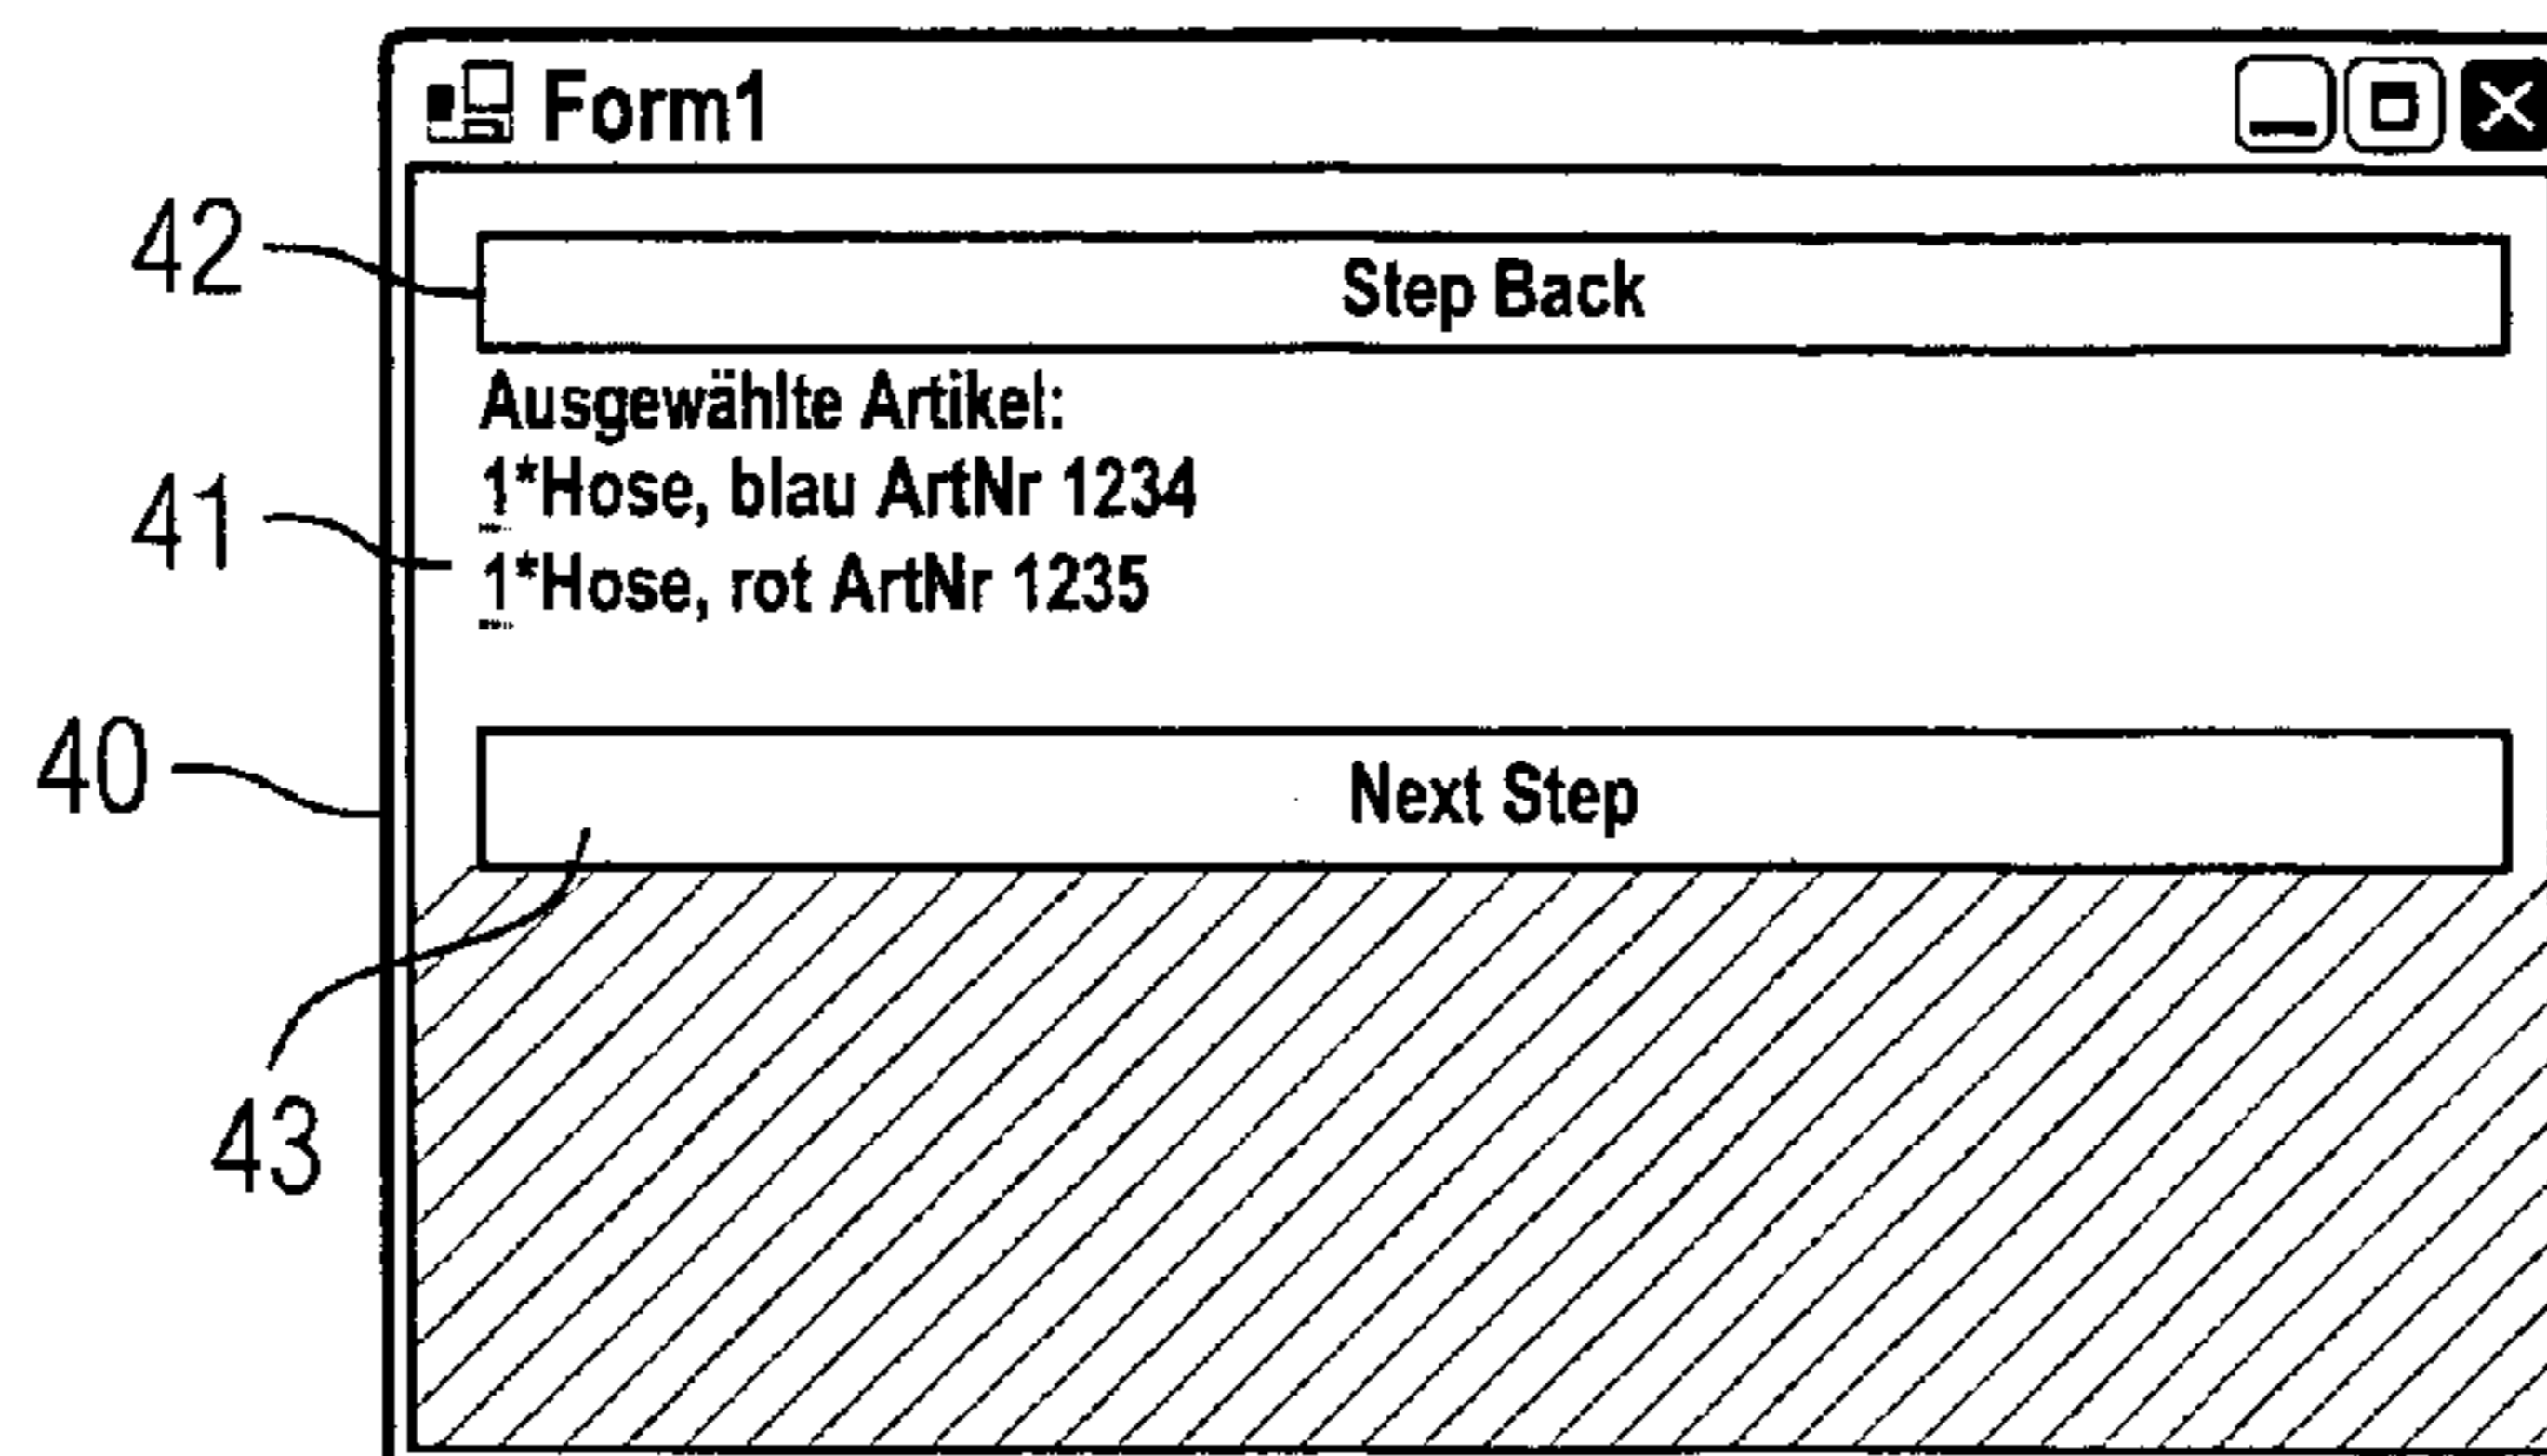 Form1
42
Step Back
Ausgewählte Artikel:
1*Hose, blau ArtNr 1234
41
1*Hose, rot ArtNr 1235
40
Next Step
43